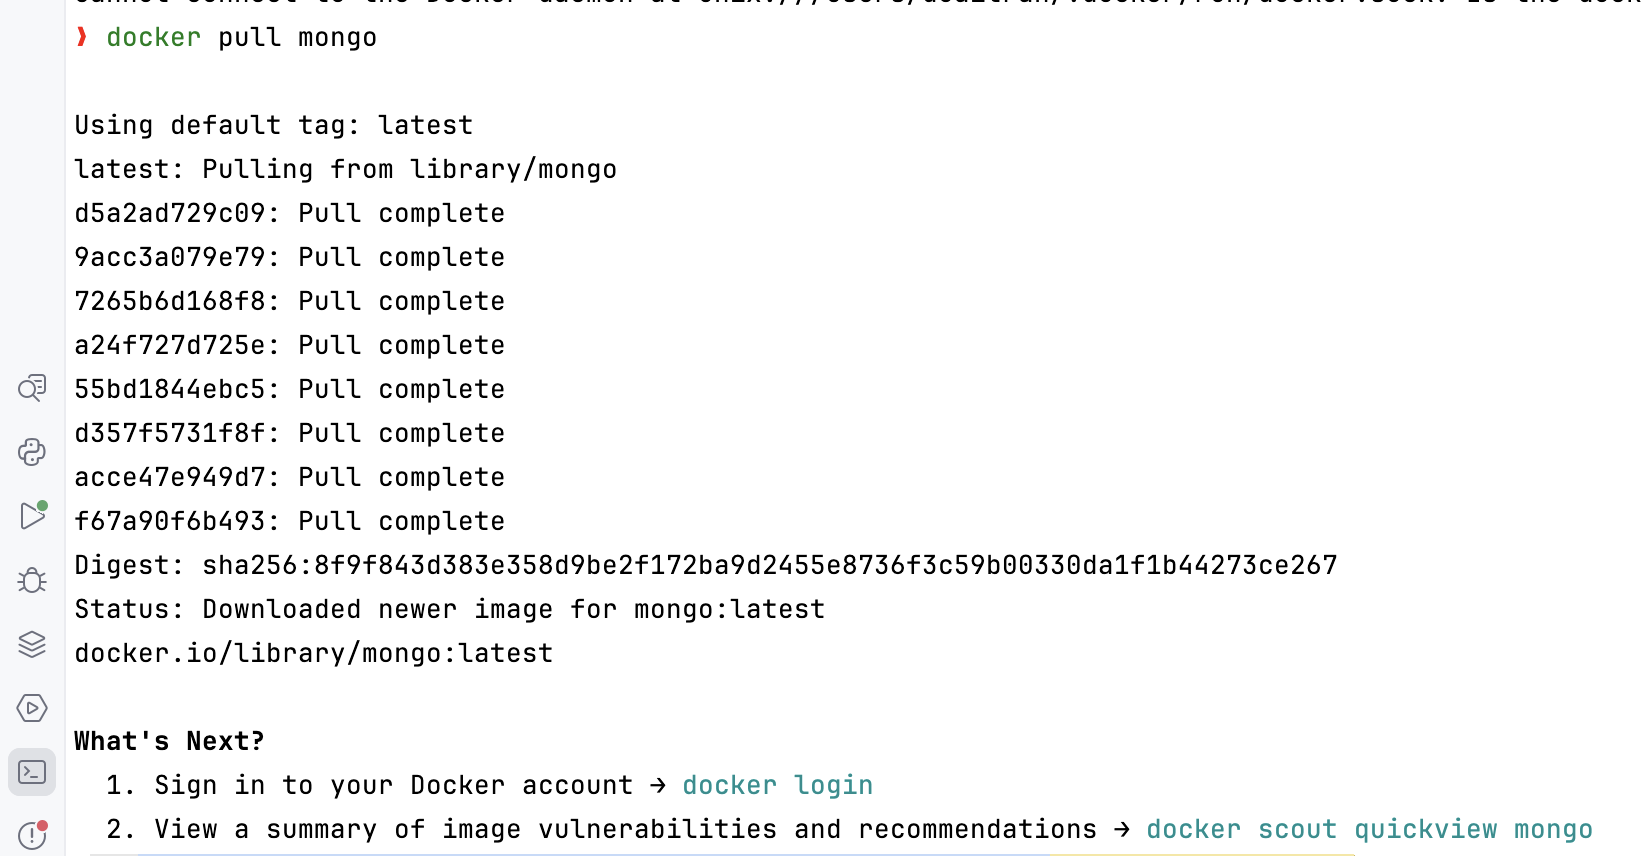 ❯ docker pull mongo
Using default tag: latest
latest: Pulling from library/mongo
d5a2ad729c09: Pull complete
9acc3a079e79: Pull complete
7265b6d168f8: Pull complete
a24f727d725e: Pull complete
55bd1844ebc5: Pull complete
d357f5731f8f: Pull complete
acce47e949d7: Pull complete
f67a90f6b493: Pull complete
Digest: sha256:8f9f843d383e358d9be2f172ba9d2455e8736f3c59b00330da1f1b44273ce267
Status: Downloaded newer image for mongo:latest
docker.io/library/mongo:latest
What's Next?
1. Sign in to your Docker account → docker login
2. View a summary of image vulnerabilities and recommendations → docker scout quickview mongo